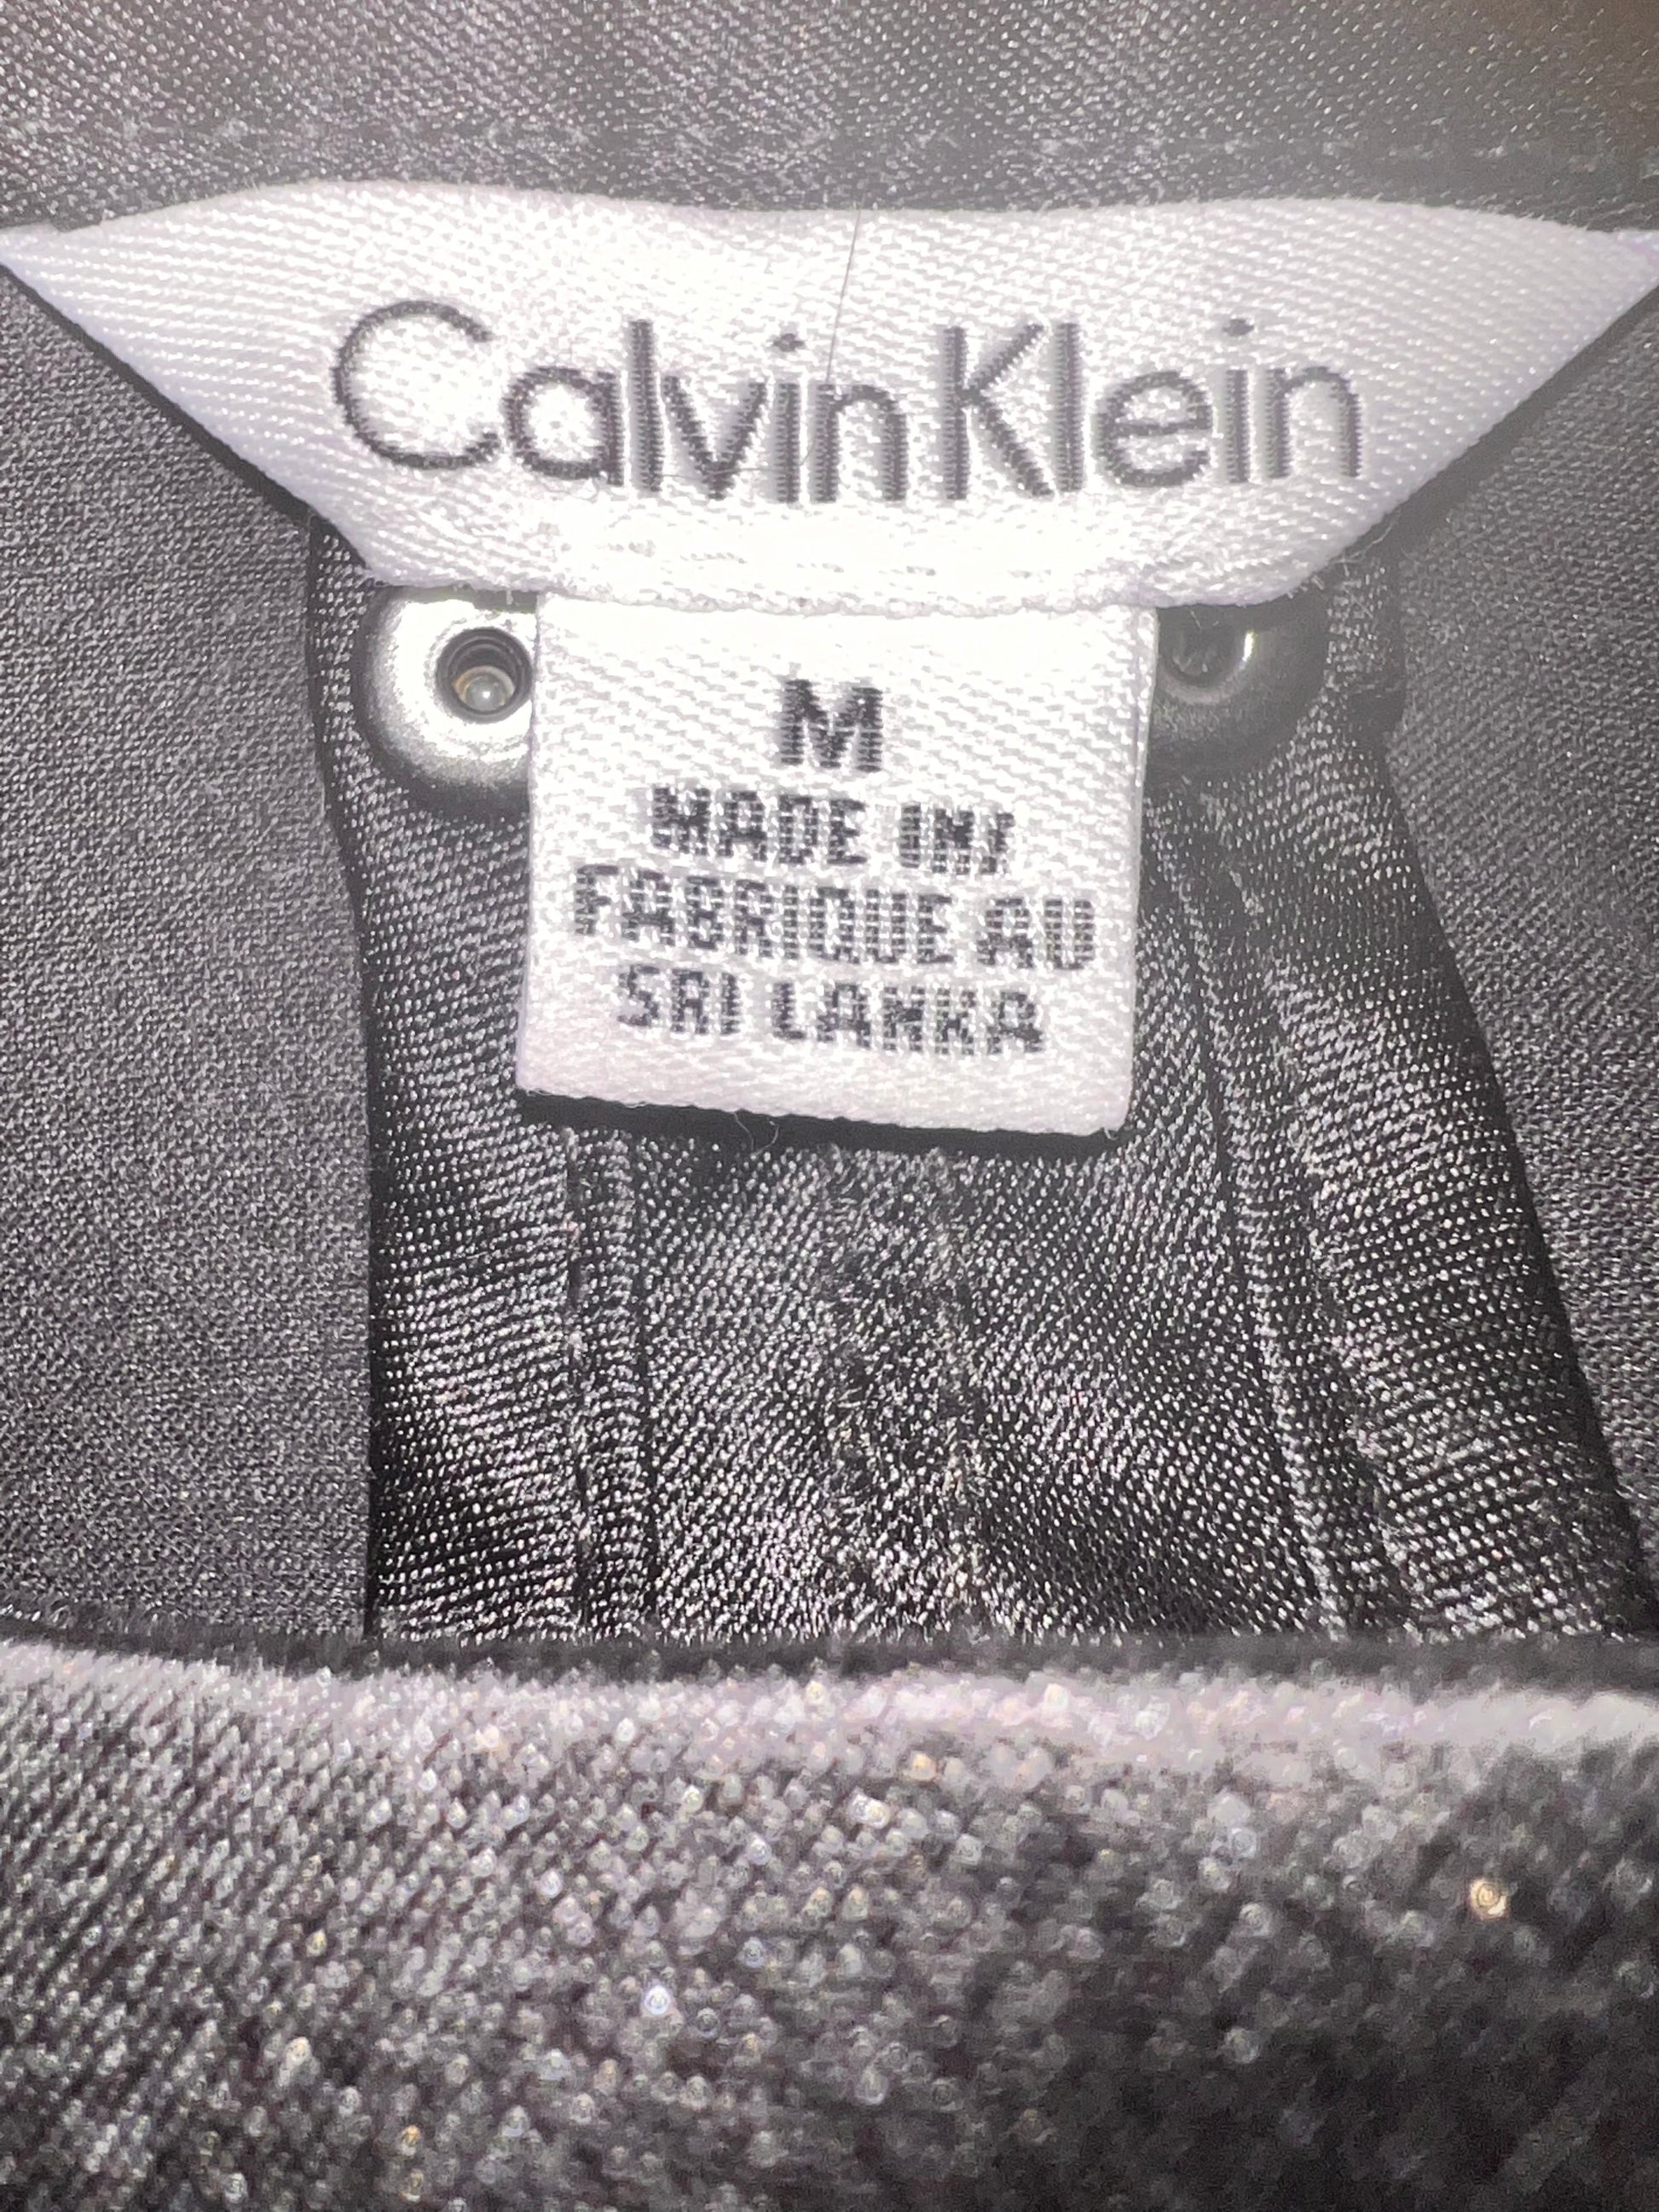 Calvin Klein
M
MADE IN/
FABRIQUE AU
SRI LANKA